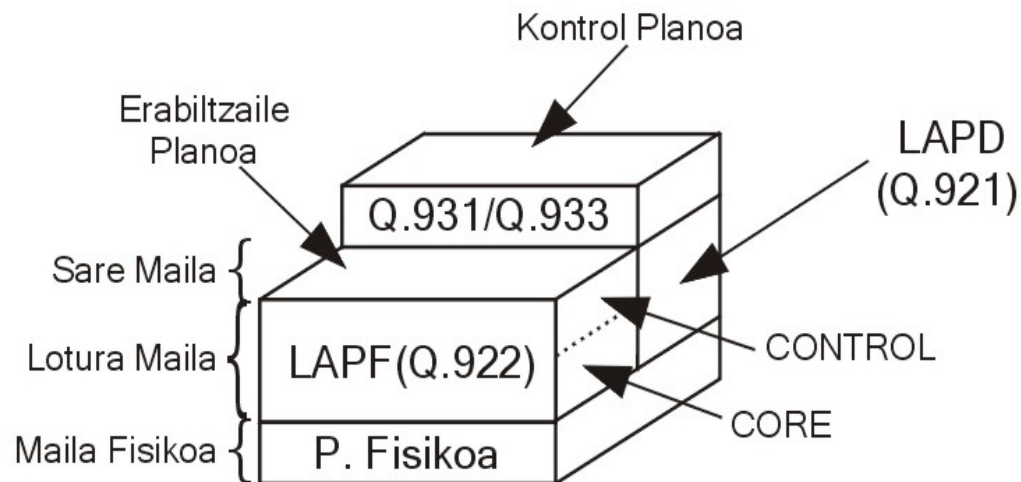 Kontrol Planoa
Erabiltzaile
Planoa
LAPD
(Q.921)
Q.931/Q.933
Sare Maila
Lotura Maila
LAPF(Q.922)
CONTROL
CORE
Maila Fisikoa
P. Fisikoa